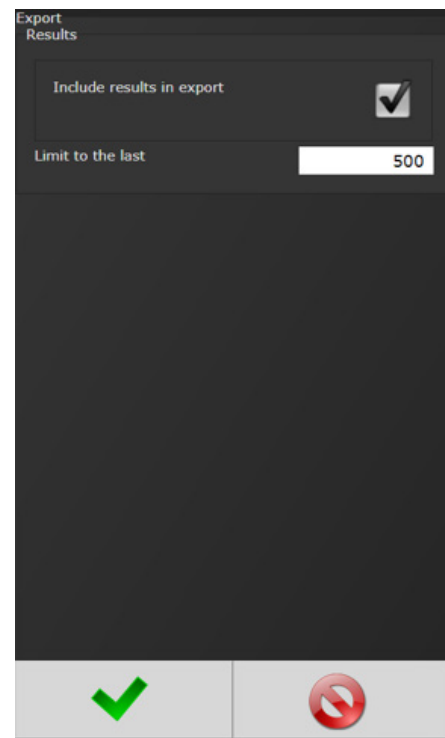 Export
Results
Include results in export
Limit to the last
500